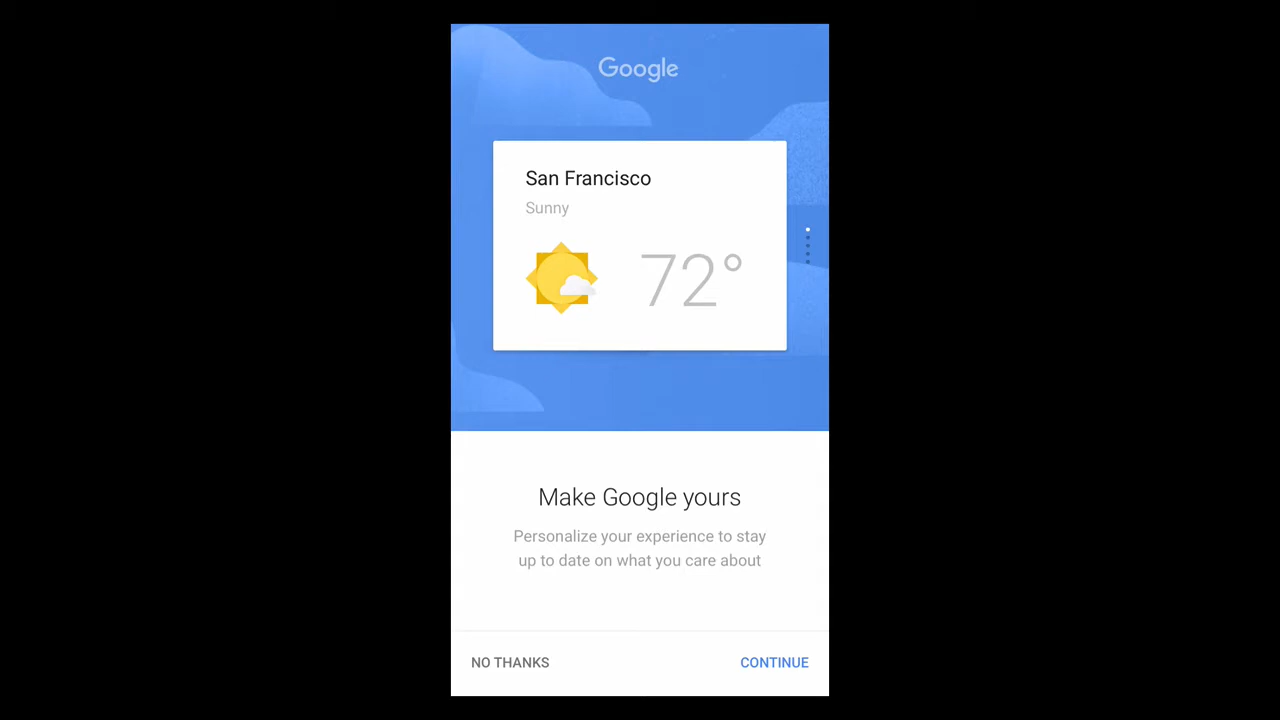 Google
San Francisco
Sunny
72°
Make Google yours
Personalize your experience to stay
up to date on what you care about
NO THANKS
CONTINUE